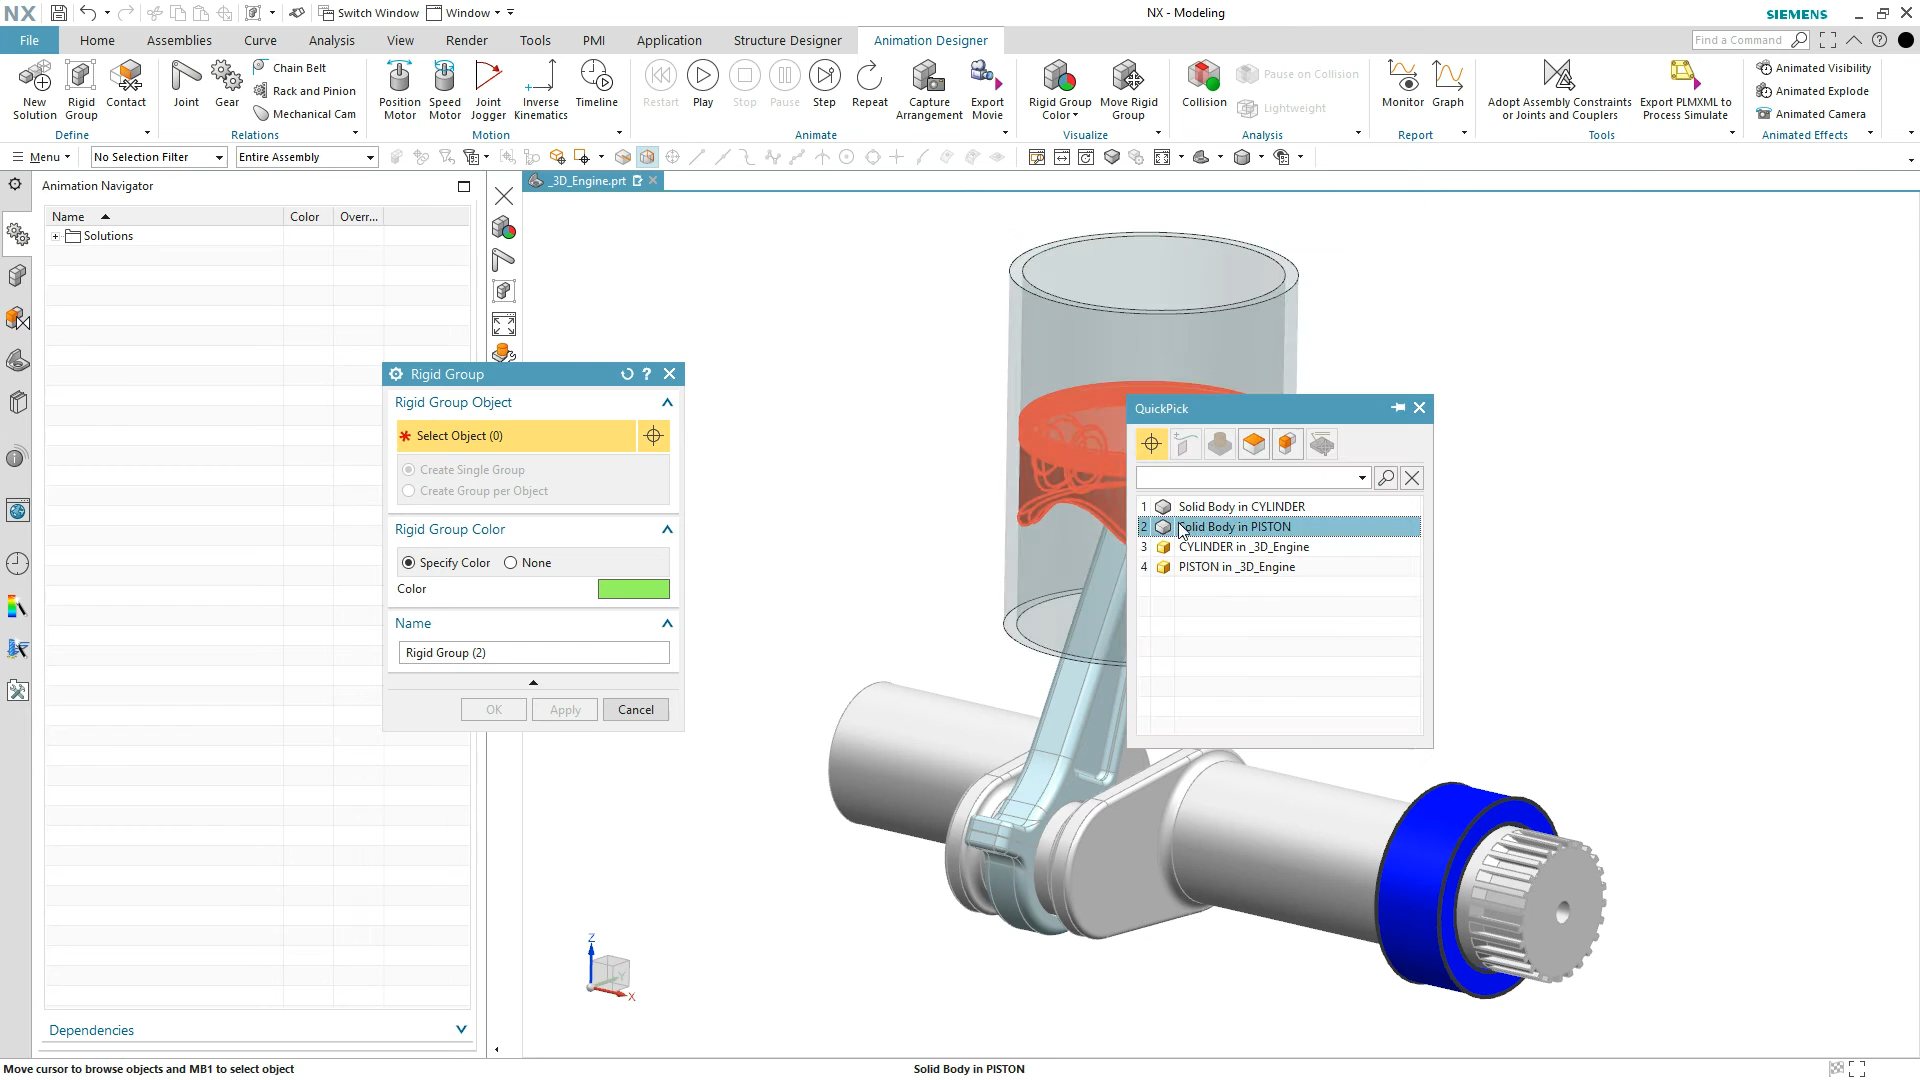 NX
Switch Window
Window
NX - Modeling
SIEMENS
File
Home
Assemblies
Curve
Analysis
View
Render
Tools
PMI
Application
Structure Designer
Animation Designer
Find a Command
New Solution
Rigid Group
Contact
Define
Joint
Gear
Chain Belt
Rack and Pinion
Mechanical Cam
Relations
Position Motor
Speed Motor
Joint Jogger
Inverse Kinematics
Timeline
Motion
Restart
Play
Stop
Pause
Step
Repeat
Capture Arrangement
Export Movie
Animate
Rigid Group Color
Move Rigid Group
Visualize
Collision
Pause on Collision
Lightweight
Analysis
Monitor
Graph
Report
Adopt Assembly Constraints or Joints and Couplers
Export PLMXML to Process Simulate
Tools
Animated Visibility
Animated Explode
Animated Camera
Animated Effects
Menu
No Selection Filter
Entire Assembly
Animation Navigator
_3D_Engine.prt
Name
Color
Overr...
Solutions
Rigid Group
Rigid Group Object
* Select Object (0)
Create Single Group
Create Group per Object
Rigid Group Color
Specify Color
None
Color
Name
Rigid Group (2)
OK
Apply
Cancel
QuickPick
1 Solid Body in CYLINDER
2 Solid Body in PISTON
3 CYLINDER in _3D_Engine
4 PISTON in _3D_Engine
Z
Y
X
Dependencies
Move cursor to browse objects and MB1 to select object
Solid Body in PISTON